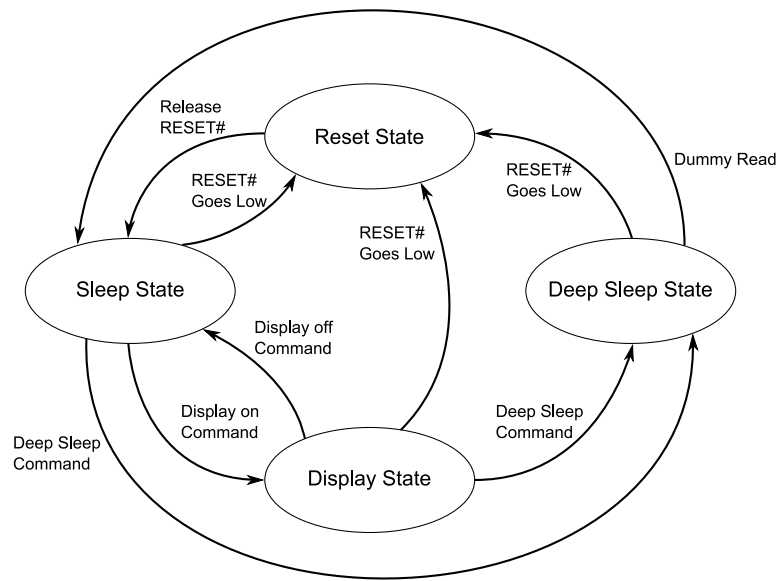 Release
RESET#
Reset State
Dummy Read
RESET#
Goes Low
RESET#
Goes Low
RESET#
Goes Low
Sleep State
Deep Sleep State
Display off
Command
Display on
Command
Deep Sleep
Command
Deep Sleep
Command
Display State